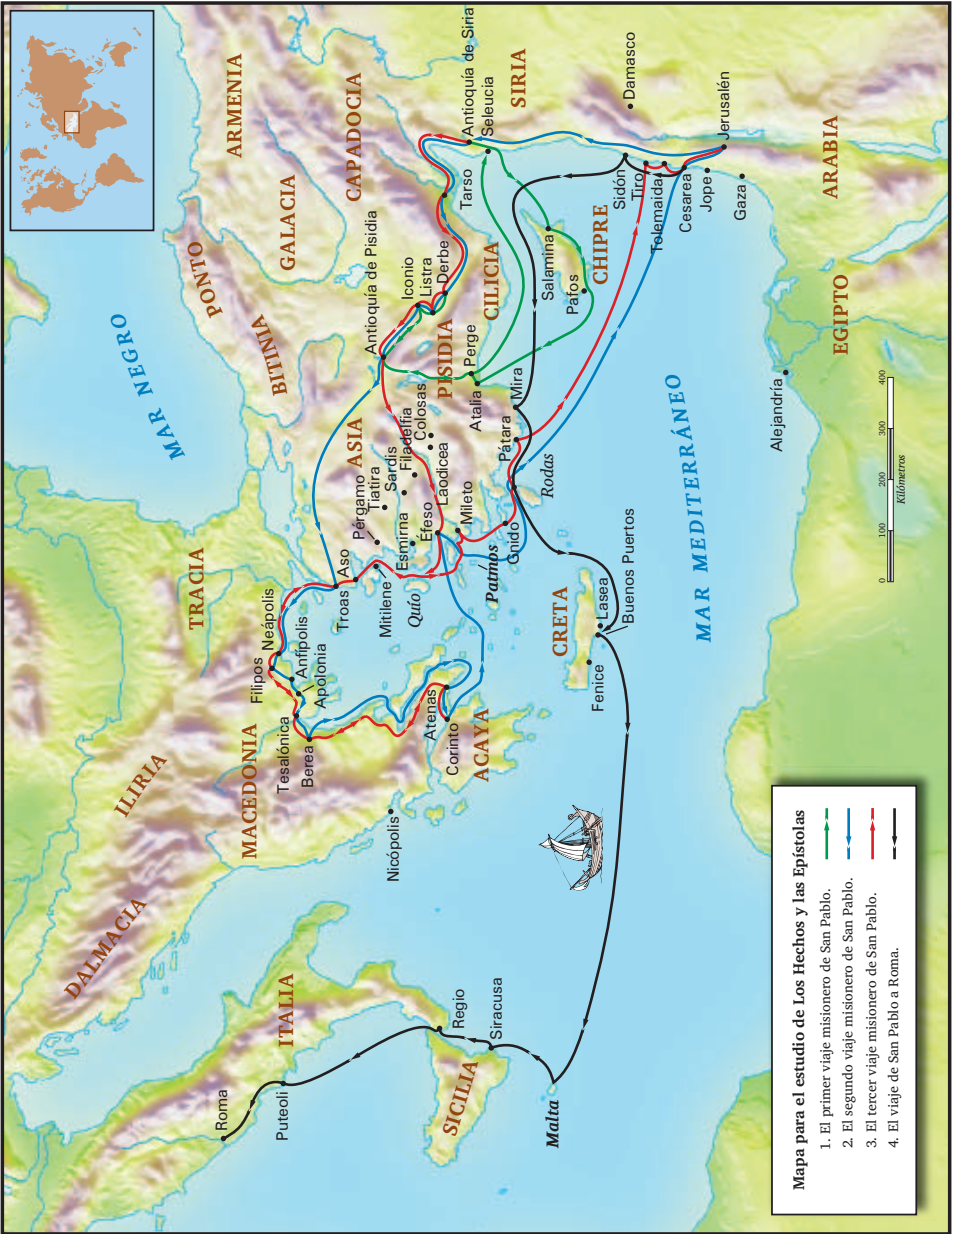 ARMENIA
PONTO
GALACIA
CAPADOCIA
SIRIA
BITINIA
MAR NEGRO
ASIA
PISIDIA
CILICIA
CHIPRE
ARABIA
EGIPTO
TRACIA
MACEDONIA
ILIRIA
DALMACIA
ACAYA
CRETA
ITALIA
SICILIA
MAR MEDITERRÁNEO
Antioquía de Siria
Seleucia
Damasco
Jerusalén
Tarso
Sidón
Tiro
Tolemaida
Cesarea
Jope
Gaza
Antioquía de Pisidia
Iconio
Listra
Derbe
Salamina
Pafos
Perge
Atalia
Mira
Pátara
Rodas
Alejandría
Colosas
Filadelfia
Sardis
Tiatira
Pérgamo
Laodicea
Esmirna
Éfeso
Mileto
Gnido
Patmos
Aso
Troas
Mitilene
Quío
Neápolis
Filipos
Anfípolis
Apolonia
Tesalónica
Berea
Atenas
Corinto
Nicópolis
Lasea
Buenos Puertos
Fenice
Roma
Puteoli
Regio
Siracusa
Malta
0 100 200 300 400
Kilómetros
Mapa para el estudio de Los Hechos y las Epístolas
1. El primer viaje misionero de San Pablo.
2. El segundo viaje misionero de San Pablo.
3. El tercer viaje misionero de San Pablo.
4. El viaje de San Pablo a Roma.